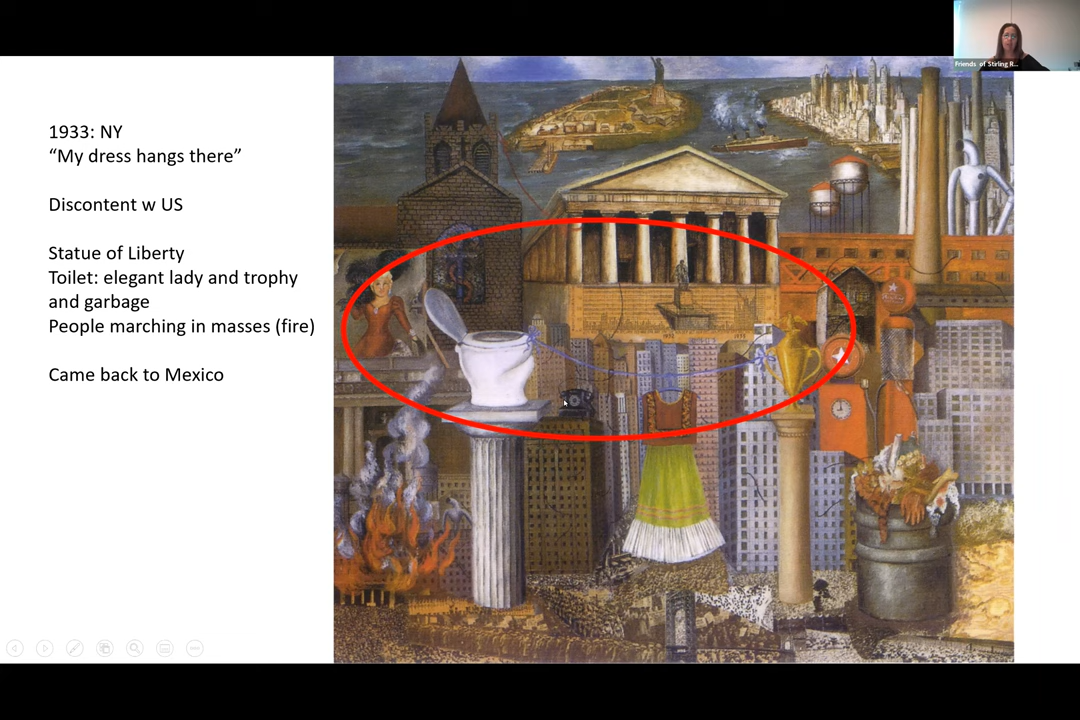 Friends of Stirling R...
1933: NY
“My dress hangs there”
Discontent w US
Statue of Liberty
Toilet: elegant lady and trophy
and garbage
People marching in masses (fire)
Came back to Mexico